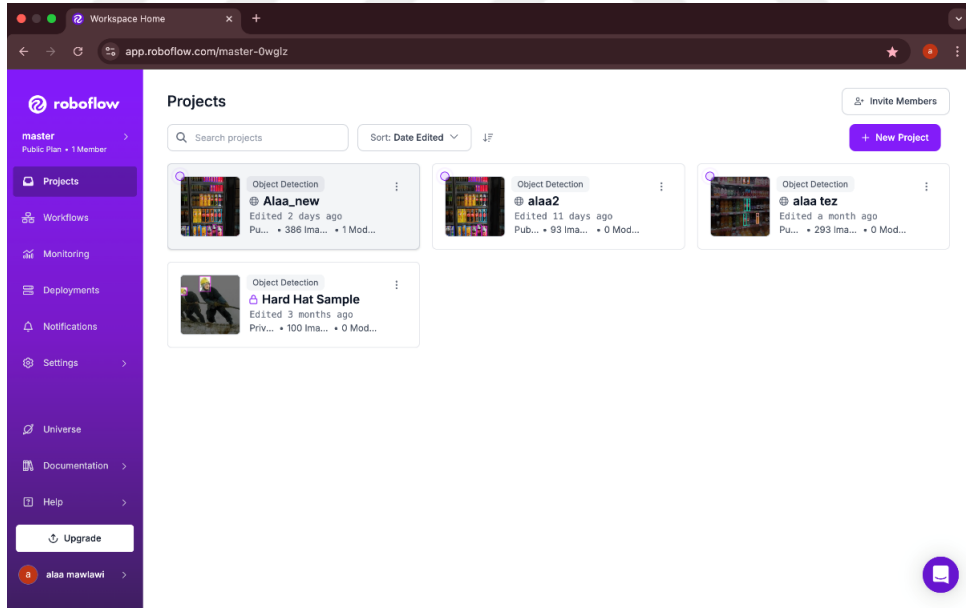 Workspace Home
app.roboflow.com/master-0wglz
a
roboflow
master
Public Plan • 1 Member
Projects
Workflows
Monitoring
Deployments
Notifications
Settings
Universe
Documentation
Help
Upgrade
a alaa mawlawi
Projects
Invite Members
Search projects
Sort: Date Edited
+ New Project
Object Detection
Alaa_new
Edited 2 days ago
Pu... • 386 Ima... • 1 Mod...
Object Detection
alaa2
Edited 11 days ago
Pub... • 93 Ima... • 0 Mod...
Object Detection
alaa tez
Edited a month ago
Pu... • 293 Ima... • 0 Mod...
Object Detection
Hard Hat Sample
Edited 3 months ago
Priv... • 100 Ima... • 0 Mod...